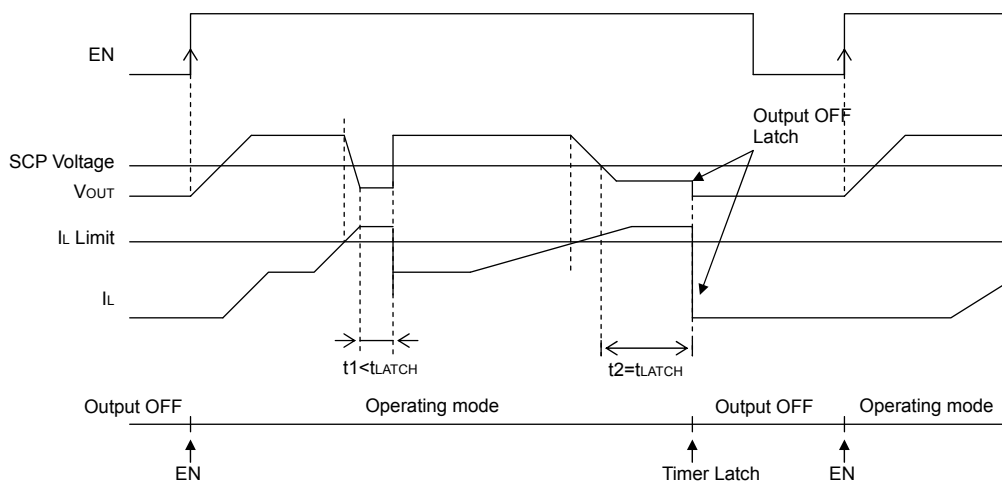 EN
Output OFF
Latch
SCP Voltage
VOUT
IL Limit
IL
t1<tLATCH
t2=tLATCH
Output OFF
Operating mode
Output OFF
Operating mode
EN
Timer Latch
EN